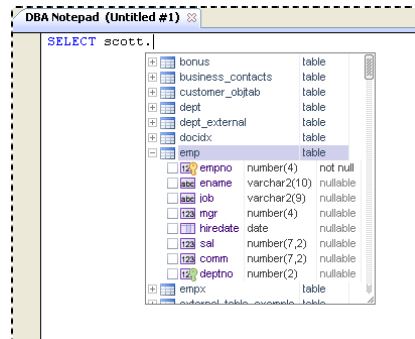 DBA Notepad (Untitled #1)
SELECT scott.
bonus table
business_contacts table
customer_objtab table
dept table
dept_external table
docidx table
emp table
empno number(4) not null
ename varchar2(10) nullable
job varchar2(9) nullable
mgr number(4) nullable
hiredate date nullable
sal number(7,2) nullable
comm number(7,2) nullable
deptno number(2) nullable
empx table
external_table_example table